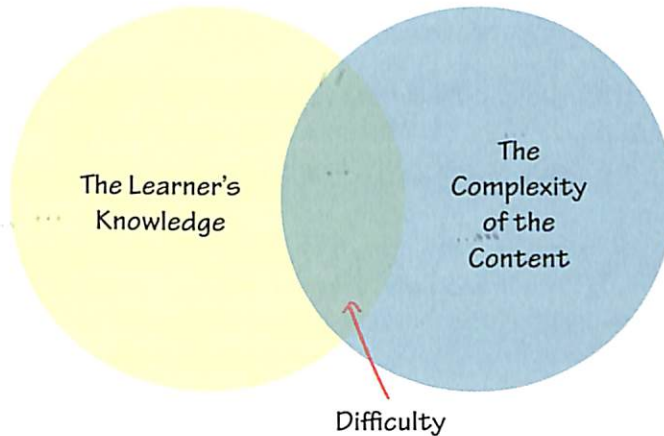 The Learner's
Knowledge
The
Complexity
of the
Content
Difficulty